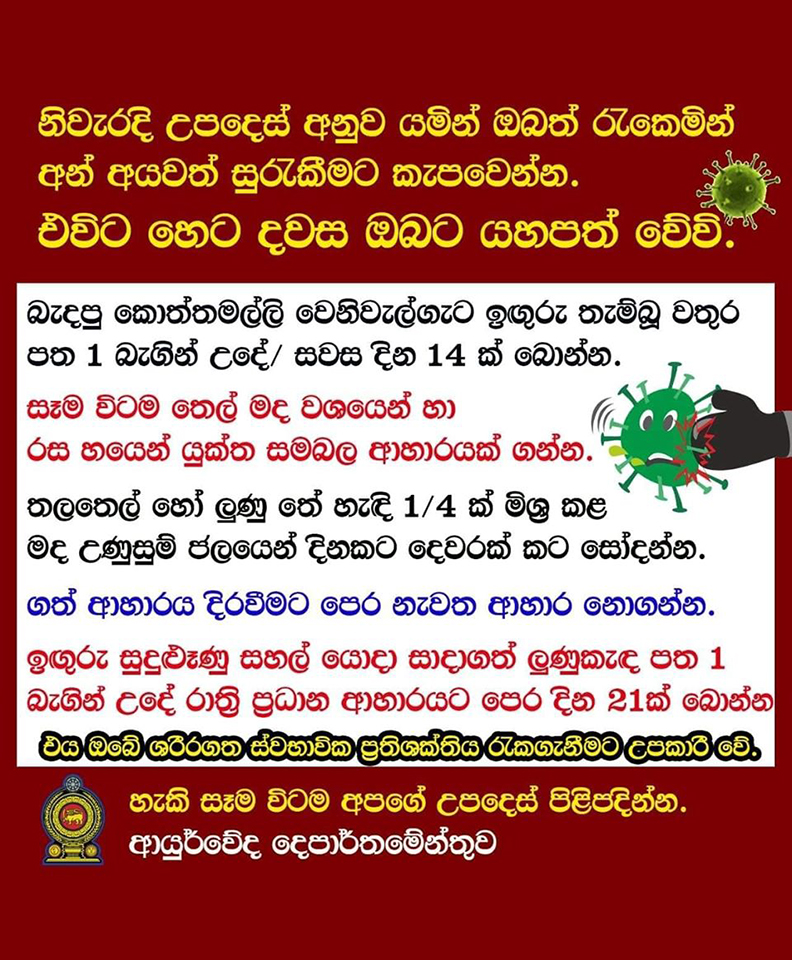 නිවැරදි උපදෙස් අනුව යමින් ඔබත් රැකෙමින්
අන් අයවත් සුරැකීමට කැපවෙන්න.
එවිට හෙට දවස ඔබට යහපත් වේවි.
බැදපු කොත්තමල්ලි වෙනිවැල්ගැට ඉඟුරු තැම්බූ වතුර
පත 1 බැගින් උදේ/ සවස දින 14 ක් බොන්න.
සෑම විටම තෙල් මද වශයෙන් හා
රස හයෙන් යුක්ත සමබල ආහාරයක් ගන්න.
තලතෙල් හෝ ලුණු තේ හැඳි 1/4 ක් මිශ්‍ර කළ
මද උණුසුම් ජලයෙන් දිනකට දෙවරක් කට සෝදන්න.
ගත් ආහාරය දිරවීමට පෙර නැවත ආහාර නොගන්න.
ඉඟුරු සුදුළූණු සහල් යොදා සාදාගත් ලුණුකැඳ පත 1
බැගින් උදේ රාත්‍රි ප්‍රධාන ආහාරයට පෙර දින 21ක් බොන්න
එය ඔබේ ශරීරගත ස්වභාවික ප්‍රතිශක්තිය රැකගැනීමට උපකාරී වේ.
හැකි සෑම විටම අපගේ උපදෙස් පිළිපදින්න.
ආයුර්වේද දෙපාර්තමේන්තුව